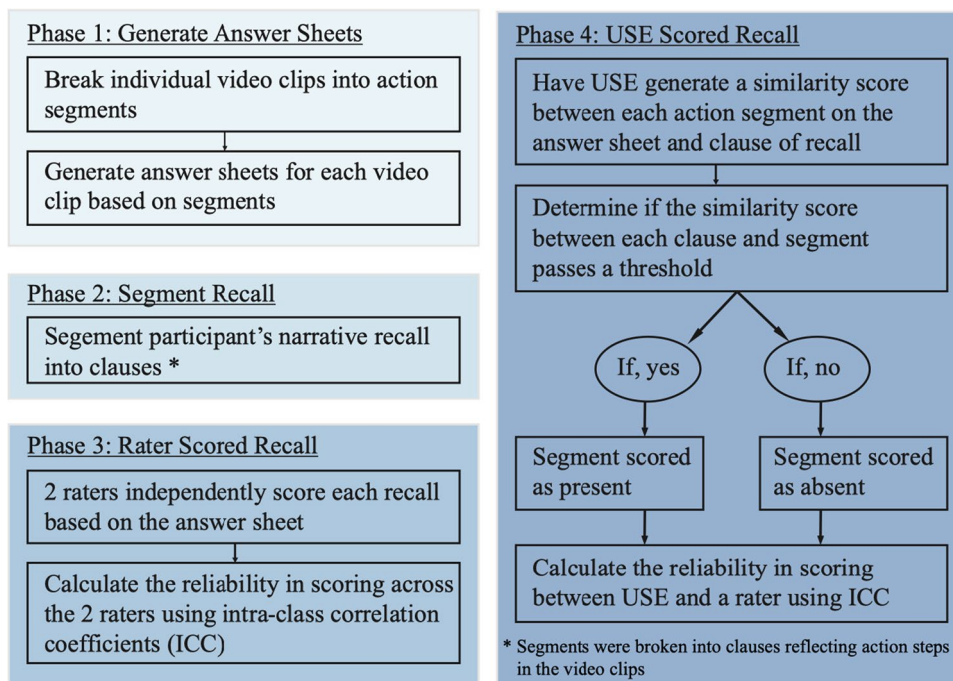 Phase 1: Generate Answer Sheets
Break individual video clips into action
segments
Generate answer sheets for each video
clip based on segments
Phase 2: Segment Recall
Segement participant's narrative recall
into clauses *
Phase 3: Rater Scored Recall
2 raters independently score each recall
based on the answer sheet
Calculate the reliability in scoring across
the 2 raters using intra-class correlation
coefficients (ICC)
Phase 4: USE Scored Recall
Have USE generate a similarity score
between each action segment on the
answer sheet and clause of recall
Determine if the similarity score
between each clause and segment
passes a threshold
If, yes
If, no
Segment scored
as present
Segment scored
as absent
Calculate the reliability in scoring
between USE and a rater using ICC
* Segments were broken into clauses reflecting action steps
in the video clips